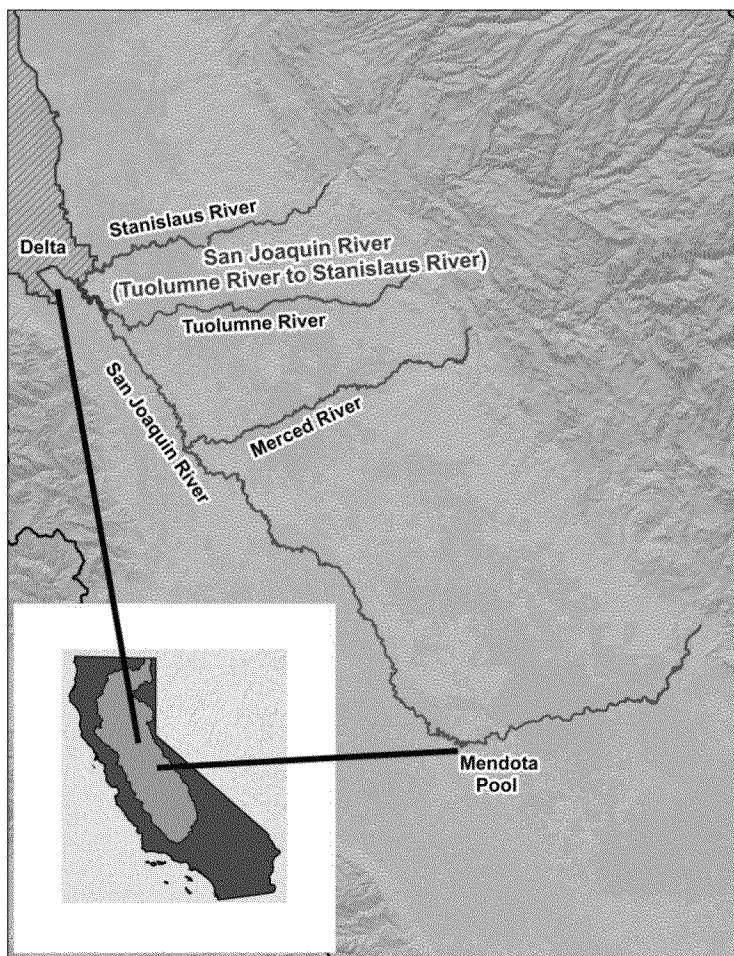 Stanislaus River
Delta
San Joaquin River
(Tuolumne River to Stanislaus River)
Tuolumne River
San Joaquin River
Merced River
Mendota
Pool